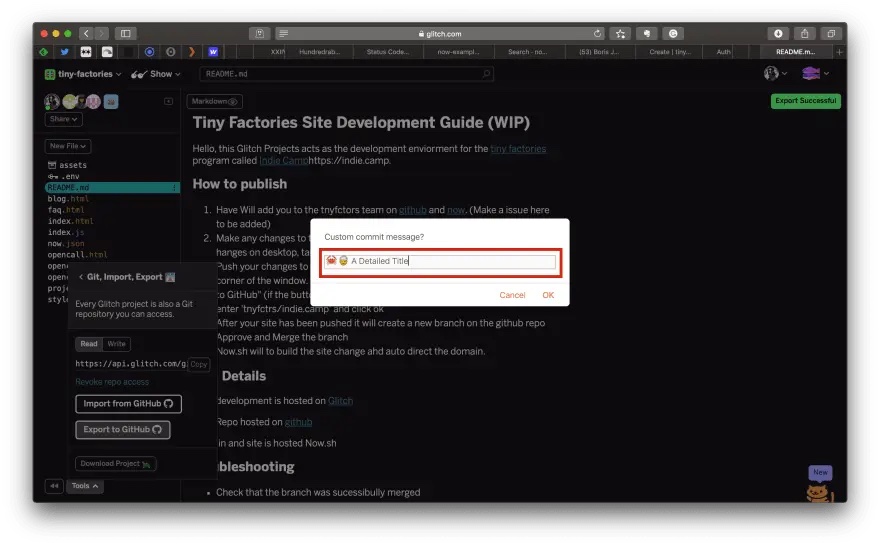 glitch.com
W
XXIV
Hundredrab...
Status Code...
now-exampl...
Search - no...
(53) Boris J...
Create | tiny...
Auth
README.m...
tiny-factories
Show
README.md
Export Successful
Share
New File
assets
.env
README.md
blog.html
faq.html
index.html
index.js
now.json
opencall.html
openc
openc
proje
style
Git, Import, Export
Every Glitch project is also a Git
repository you can access.
Read Write
https://api.glitch.com/g Copy
Revoke repo access
Import from GitHub
Export to GitHub
Download Project
Tools
Markdown
Tiny Factories Site Development Guide (WIP)
Hello, this Glitch Projects acts as the development enviorment for the tiny factories
program called Indie Camphttps://indie.camp.
How to publish
1. Have Will add you to the tnyfctors team on github and now. (Make a issue here
to be added)
2. Make any changes to t
hanges on desktop, ta
Push your changes to
corner of the window.
to GitHub" (if the butto
enter 'tnyfctrs/indie.camp' and click ok
After your site has been pushed it will create a new branch on the github repo
Approve and Merge the branch
Now.sh will to build the site change ahd auto direct the domain.
Details
development is hosted on Glitch
Repo hosted on github
in and site is hosted Now.sh
ubleshooting
• Check that the branch was sucessibully merged
Custom commit message?
🦀🤯 A Detailed Title
Cancel OK
New